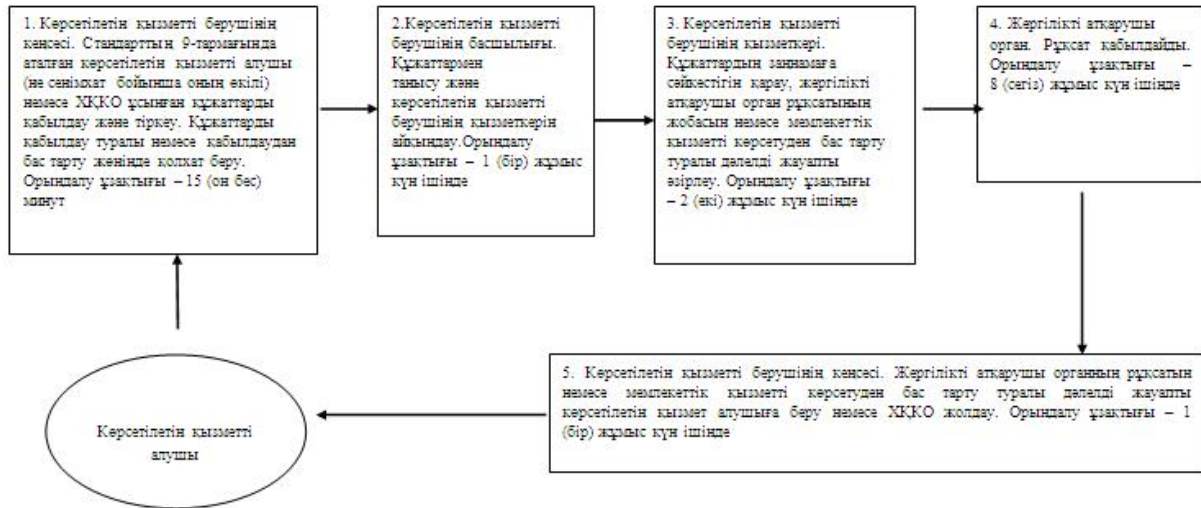 1. Көрсетілетін қызметті берушінің
кеңсесі. Стандарттың 9-тармағында
аталған көрсетілетін қызметті алушы
(не сенімхат бойынша оның өкілі)
немесе ХҚКО ұсынған құжаттарды
қабылдау және тіркеу. Құжаттарды
қабылдау туралы немесе қабылдаудан
бас тарту жөнінде қолхат беру.
Орындалу ұзақтығы – 15 (он бес)
минут
2.Көрсетілетін қызметті
берушінің басшылығы.
Құжаттармен
танысу және
көрсетілетін қызметті
берушінің қызметкерін
айқындау.Орындалу
ұзақтығы – 1 (бір) жұмыс
күн ішінде
3. Көрсетілетін қызметті
берушінің қызметкері.
Құжаттардың заңнамаға
сәйкестігін қарау, жергілікті
атқарушы орган рұқсатының
жобасын немесе мемлекеттік
қызметті көрсетуден бас тарту
туралы дәлелді жауапты
әзірлеу. Орындалу ұзақтығы
– 2 (екі) жұмыс күн ішінде
4. Жергілікті атқарушы
орган. Рұқсат қабылдайды.
Орындалу ұзақтығы –
8 (сегіз) жұмыс күн ішінде
5. Көрсетілетін қызметті берушінің кеңсесі. Жергілікті атқарушы органның рұқсатын
немесе мемлекеттік қызметті көрсетуден бас тарту туралы дәлелді жауапты
көрсетілетін қызмет алушыға беру немесе ХҚКО жолдау. Орындалу ұзақтығы – 1
(бір) жұмыс күн ішінде
Көрсетілетін қызметті
алушы